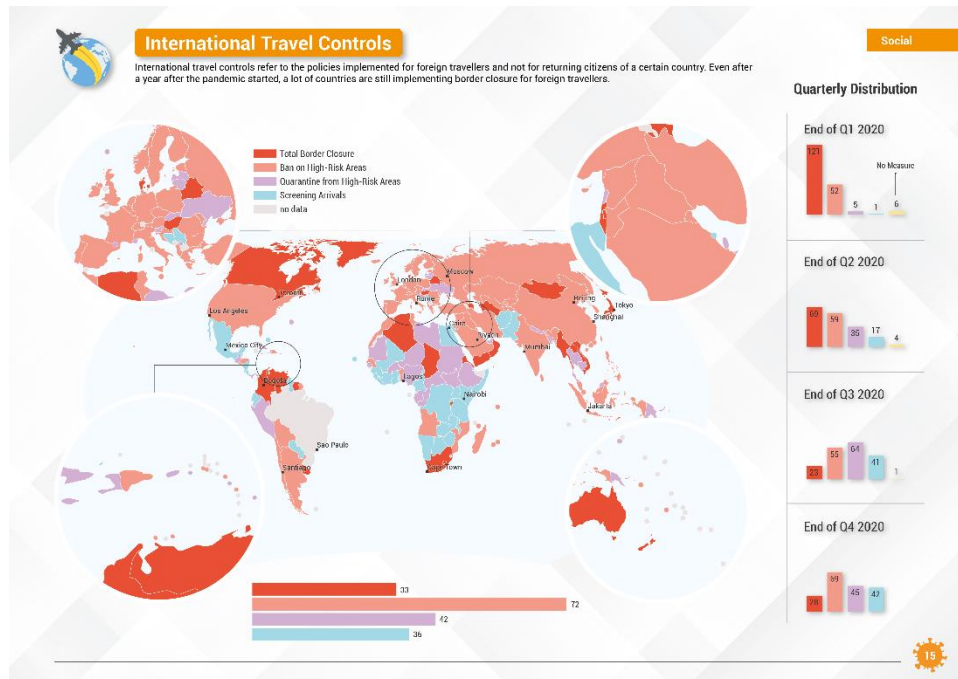 International Travel Controls
Social
International travel controls refer to the policies implemented for foreign travellers and not for returning citizens of a certain country. Even after
a year after the pandemic started, a lot of countries are still implementing border closure for foreign travellers.
Quarterly Distribution
End of Q1 2020
121
52
5
1
6
No Measure
End of Q2 2020
69
59
35
17
4
End of Q3 2020
23
55
64
41
1
End of Q4 2020
28
69
45
42
Total Border Closure
Ban on High-Risk Areas
Quarantine from High-Risk Areas
Screening Arrivals
no data
Moscow
London
Rome
Los Angeles
Beijing
Tokyo
Shanghai
Cairo
Mexico City
Mumbai
Bogota
Lagos
Nairobi
Jakarta
Sao Paulo
Santiago
Cape Town
33
72
42
36
15